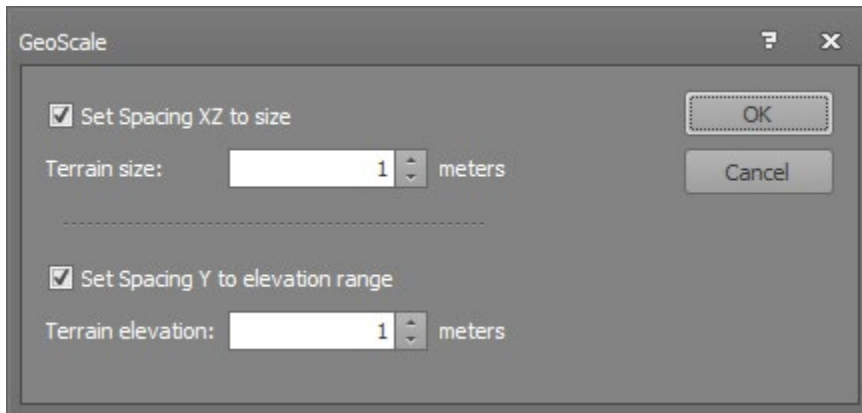 GeoScale
Set Spacing XZ to size
OK
Terrain size: 1 meters
Cancel
Set Spacing Y to elevation range
Terrain elevation: 1 meters